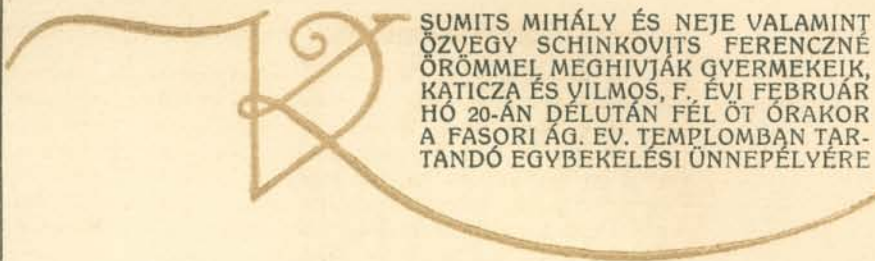 K SUMITS MIHÁLY ÉS NEJE VALAMINT
ÖZVEGY SCHINKOVITS FERENCZNÉ
ÖRÖMMEL MEGHIVJÁK GYERMEKEIK,
KATICZA ÉS VILMOS, F. ÉVI FEBRUÁR
HÓ 20-ÁN DÉLUTÁN FÉL ÖT ÓRAKOR
A FASORI ÁG. EV. TEMPLOMBAN TAR-
TANDÓ EGYBEKELÉSI ÜNNEPÉLYÉRE